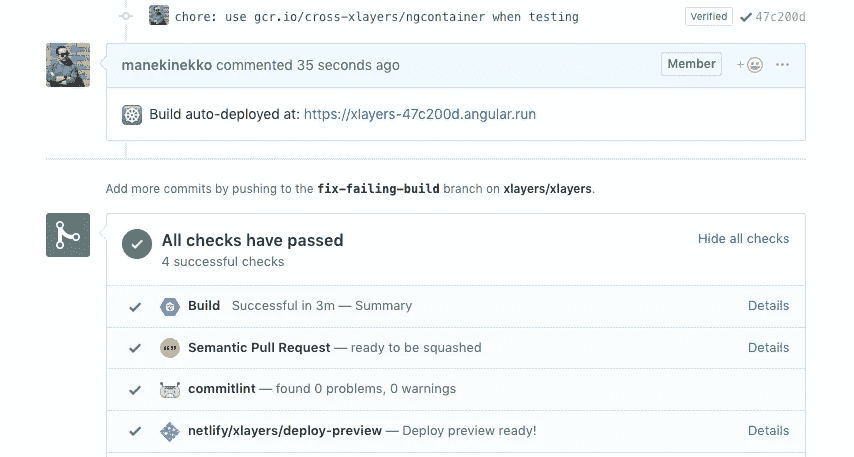 chore: use gcr.io/cross-xlayers/ngcontainer when testing Verified 47c200d
manekinekko commented 35 seconds ago Member
Build auto-deployed at: https://xlayers-47c200d.angular.run
Add more commits by pushing to the fix-failing-build branch on xlayers/xlayers.
All checks have passed Hide all checks
4 successful checks
Build Successful in 3m — Summary Details
Semantic Pull Request — ready to be squashed Details
commitlint — found 0 problems, 0 warnings
netlify/xlayers/deploy-preview — Deploy preview ready! Details